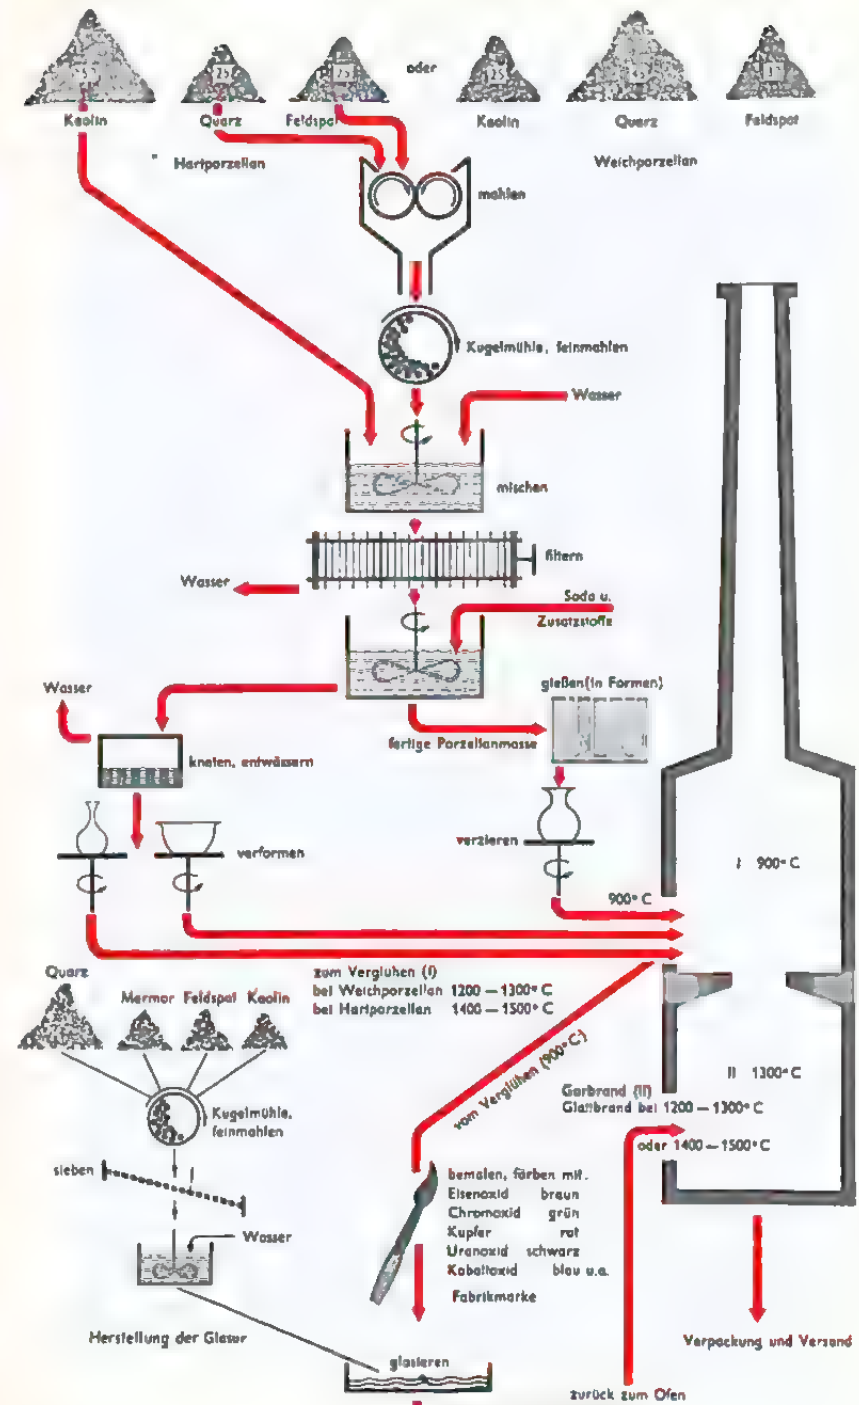 25
25
oder
25
45
Kaolin
Quarz
Feldspat
Kaolin
Quarz
Feldspat
Hartporzellan
Weichporzellan
mahlen
Kugelmühle, feinmahlen
Wasser
mischen
filtern
Wasser
Soda u.
Zusatzstoffe
Wasser
gießen(in Formen)
fertige Porzellanmasse
kneten, entwässern
verformen
verzieren
I 900° C
900° C
zum Verglühen (I)
bei Weichporzellan 1200 – 1300° C
bei Hartporzellan 1400 – 1500° C
Quarz
Marmor Feldspat Kaolin
vom Verglühen (900°C)
II 1300° C
Garbrand (II)
Glattbrand bei 1200 – 1300° C
oder 1400 – 1500° C
Kugelmühle,
feinmahlen
sieben
Wasser
bemalen, färben mit.
Eisenoxid braun
Chromoxid grün
Kupfer rot
Uranoxid schwarz
Kobaltoxid blau u.a.
Fabrikmarke
Herstellung der Glasur
glasieren
Verpackung und Versand
zurück zum Ofen